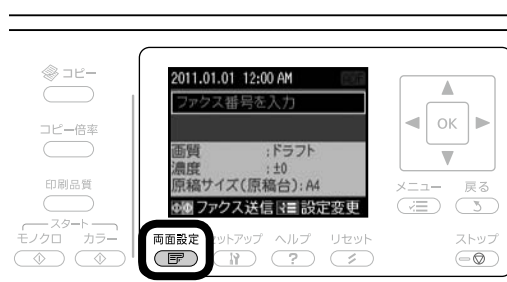 コピー
コピー倍率
印刷品質
スタート
モノクロ カラー
2011.01.01 12:00 AM
ファクス番号を入力
画質 :ドラフト
濃度 :±0
原稿サイズ(原稿台):A4
ファクス送信 設定変更
OK
メニュー 戻る
両面設定 セットアップ ヘルプ リセット
ストップ